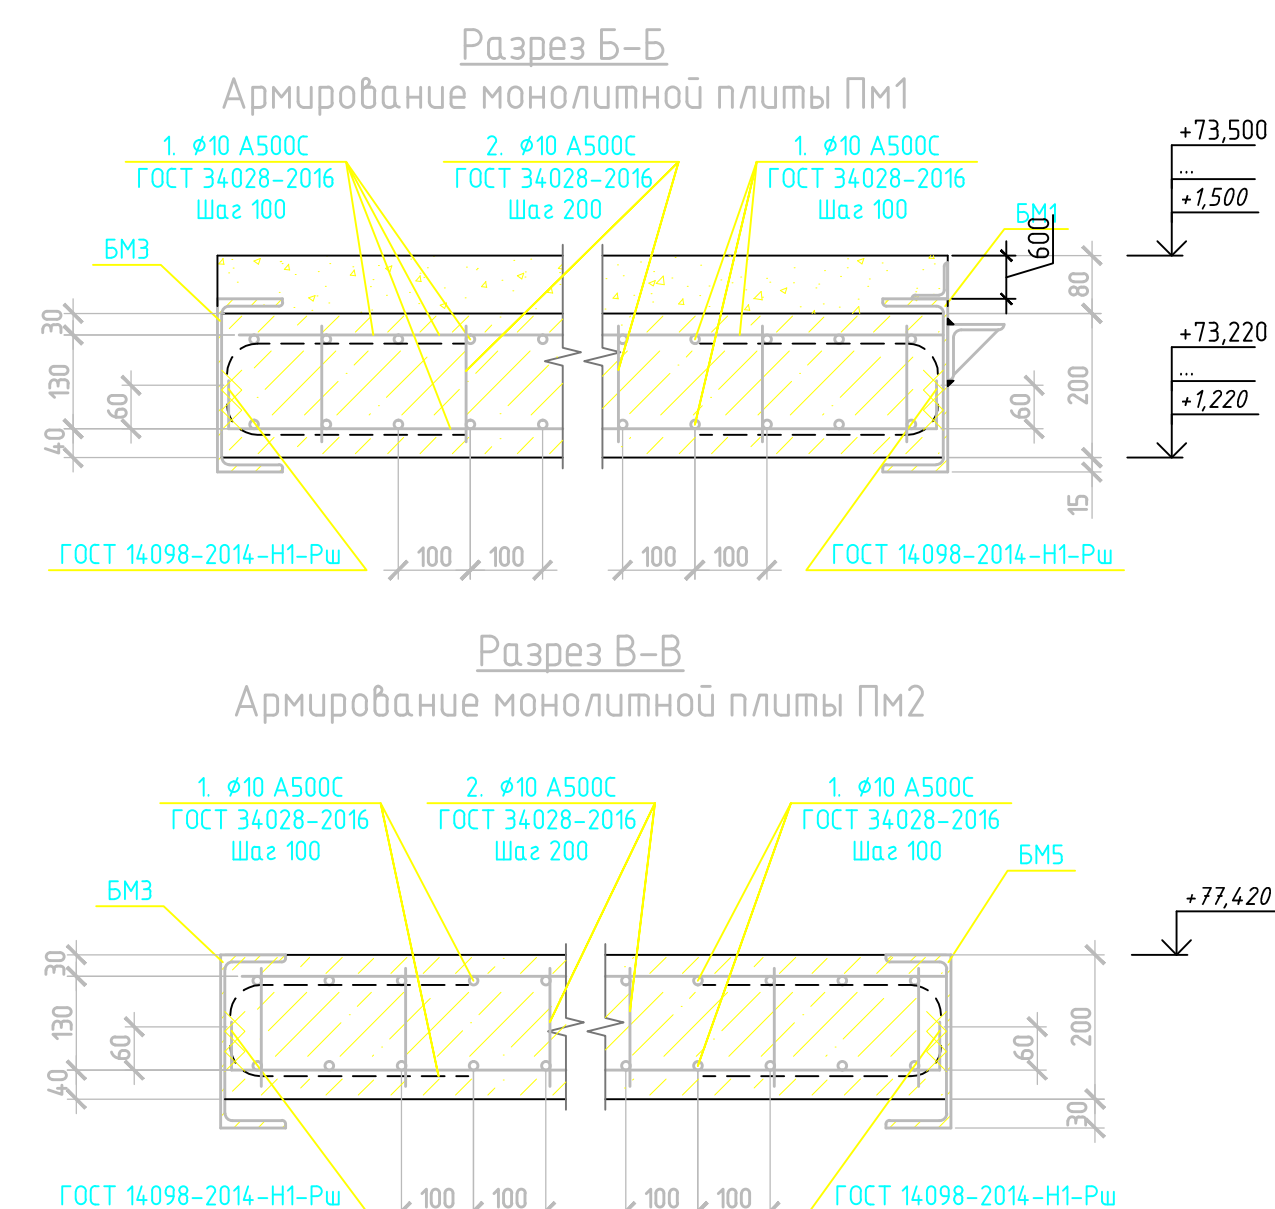 Разрез Б-Б
Армирование монолитной плиты Пм1
1. ⌀10 А500С
ГОСТ 34028-2016
Шаг 100
2. ⌀10 А500С
ГОСТ 34028-2016
Шаг 200
1. ⌀10 А500С
ГОСТ 34028-2016
Шаг 100
+73,500
...
+1,500
БМ3
БМ1
600
80
30
130
60
40
60
200
15
+73,220
...
+1,220
ГОСТ 14098-2014-Н1-Рш
100
100
100
100
ГОСТ 14098-2014-Н1-Рш
Разрез В-В
Армирование монолитной плиты Пм2
1. ⌀10 А500С
ГОСТ 34028-2016
Шаг 100
2. ⌀10 А500С
ГОСТ 34028-2016
Шаг 200
1. ⌀10 А500С
ГОСТ 34028-2016
Шаг 100
БМ3
БМ5
+77,420
30
130
60
40
60
200
30
ГОСТ 14098-2014-Н1-Рш
100
100
100
100
ГОСТ 14098-2014-Н1-Рш